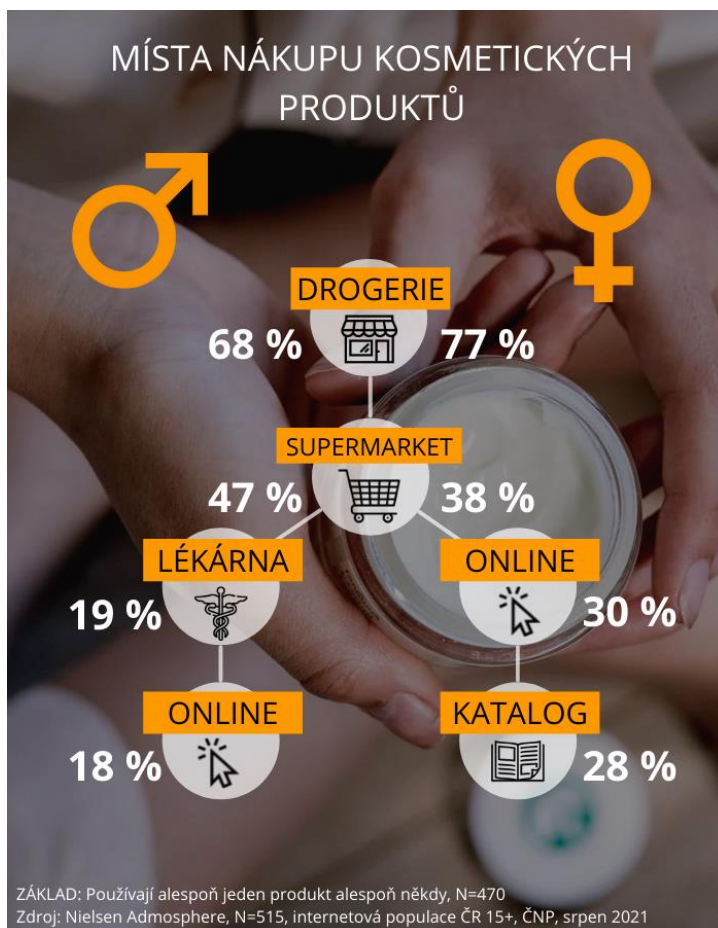 MÍSTA NÁKUPU KOSMETICKÝCH
PRODUKTŮ
DROGERIE
68 % 77 %
SUPERMARKET
47 % 38 %
LÉKÁRNA ONLINE
19 % 30 %
ONLINE KATALOG
18 % 28 %
ZÁKLAD: Používají alespoň jeden produkt alespoň někdy, N=470
Zdroj: Nielsen Admosphere, N=515, internetová populace ČR 15+, ČNP, srpen 2021